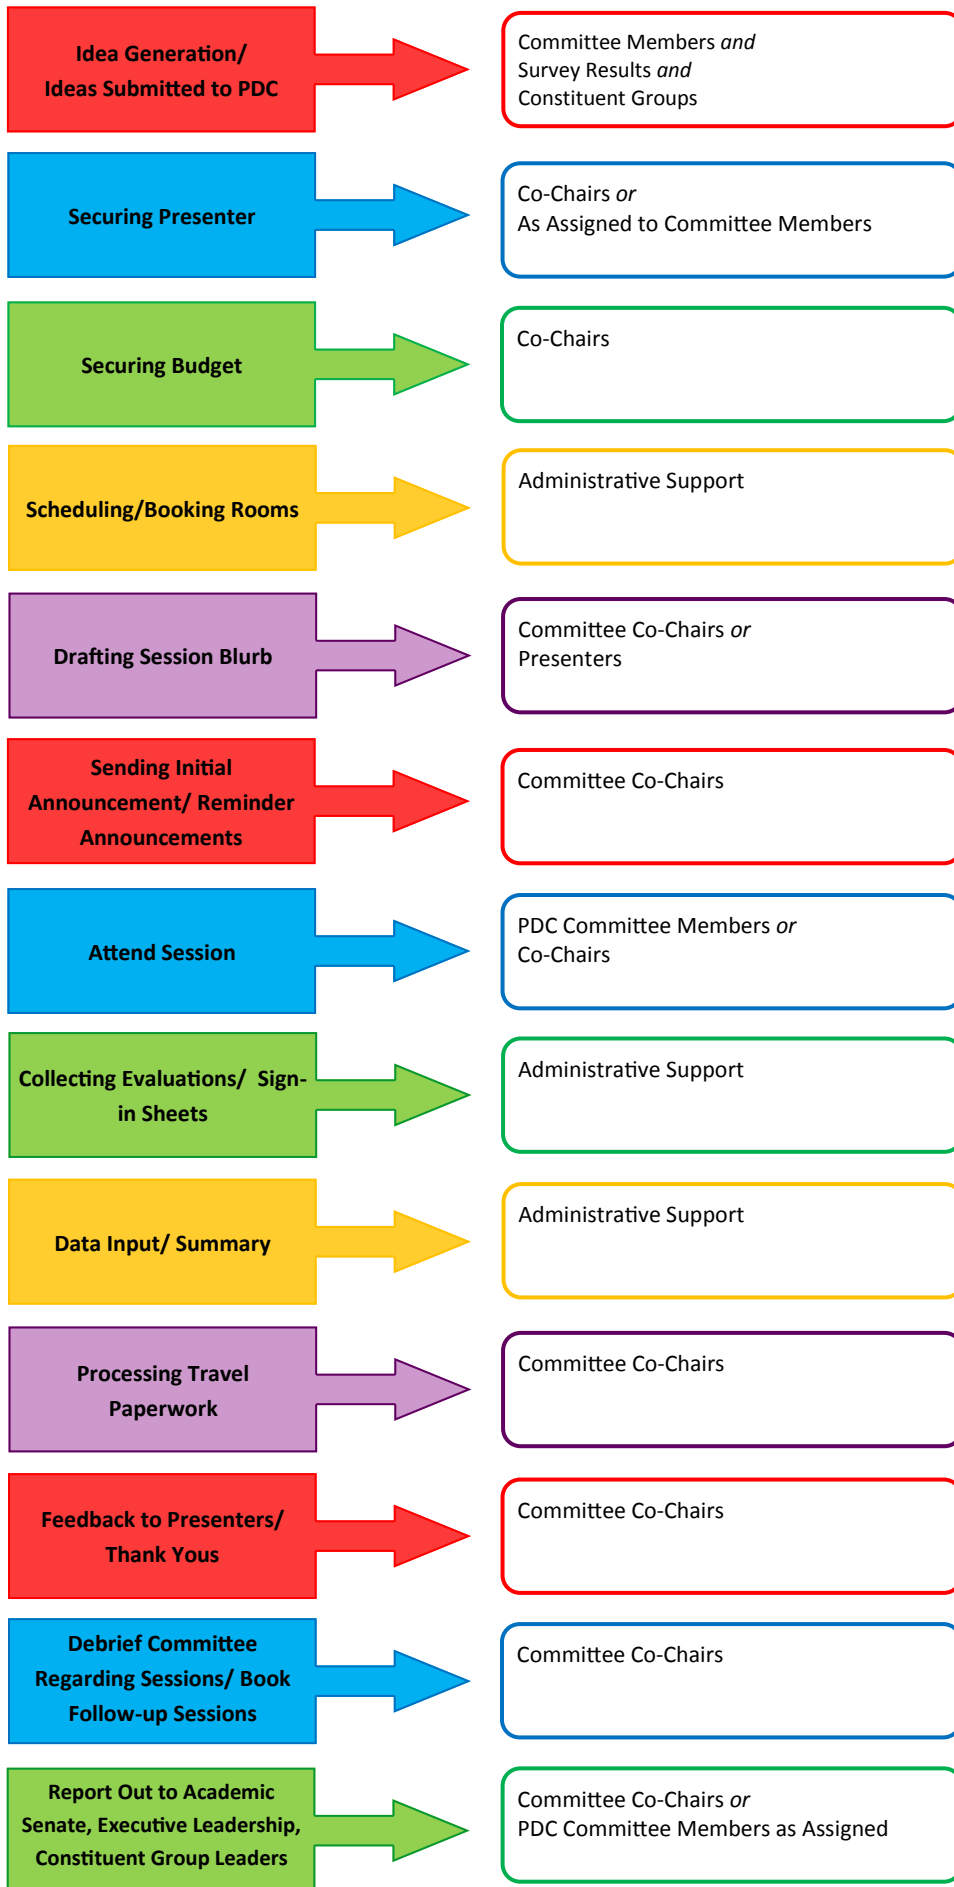 Idea Generation/
Ideas Submitted to PDC
Committee Members and
Survey Results and
Constituent Groups
Securing Presenter
Co-Chairs or
As Assigned to Committee Members
Securing Budget
Co-Chairs
Scheduling/Booking Rooms
Administrative Support
Drafting Session Blurb
Committee Co-Chairs or
Presenters
Sending Initial
Announcement/ Reminder
Announcements
Committee Co-Chairs
Attend Session
PDC Committee Members or
Co-Chairs
Collecting Evaluations/ Sign-
in Sheets
Administrative Support
Data Input/ Summary
Administrative Support
Processing Travel
Paperwork
Committee Co-Chairs
Feedback to Presenters/
Thank Yous
Committee Co-Chairs
Debrief Committee
Regarding Sessions/ Book
Follow-up Sessions
Committee Co-Chairs
Report Out to Academic
Senate, Executive Leadership,
Constituent Group Leaders
Committee Co-Chairs or
PDC Committee Members as Assigned